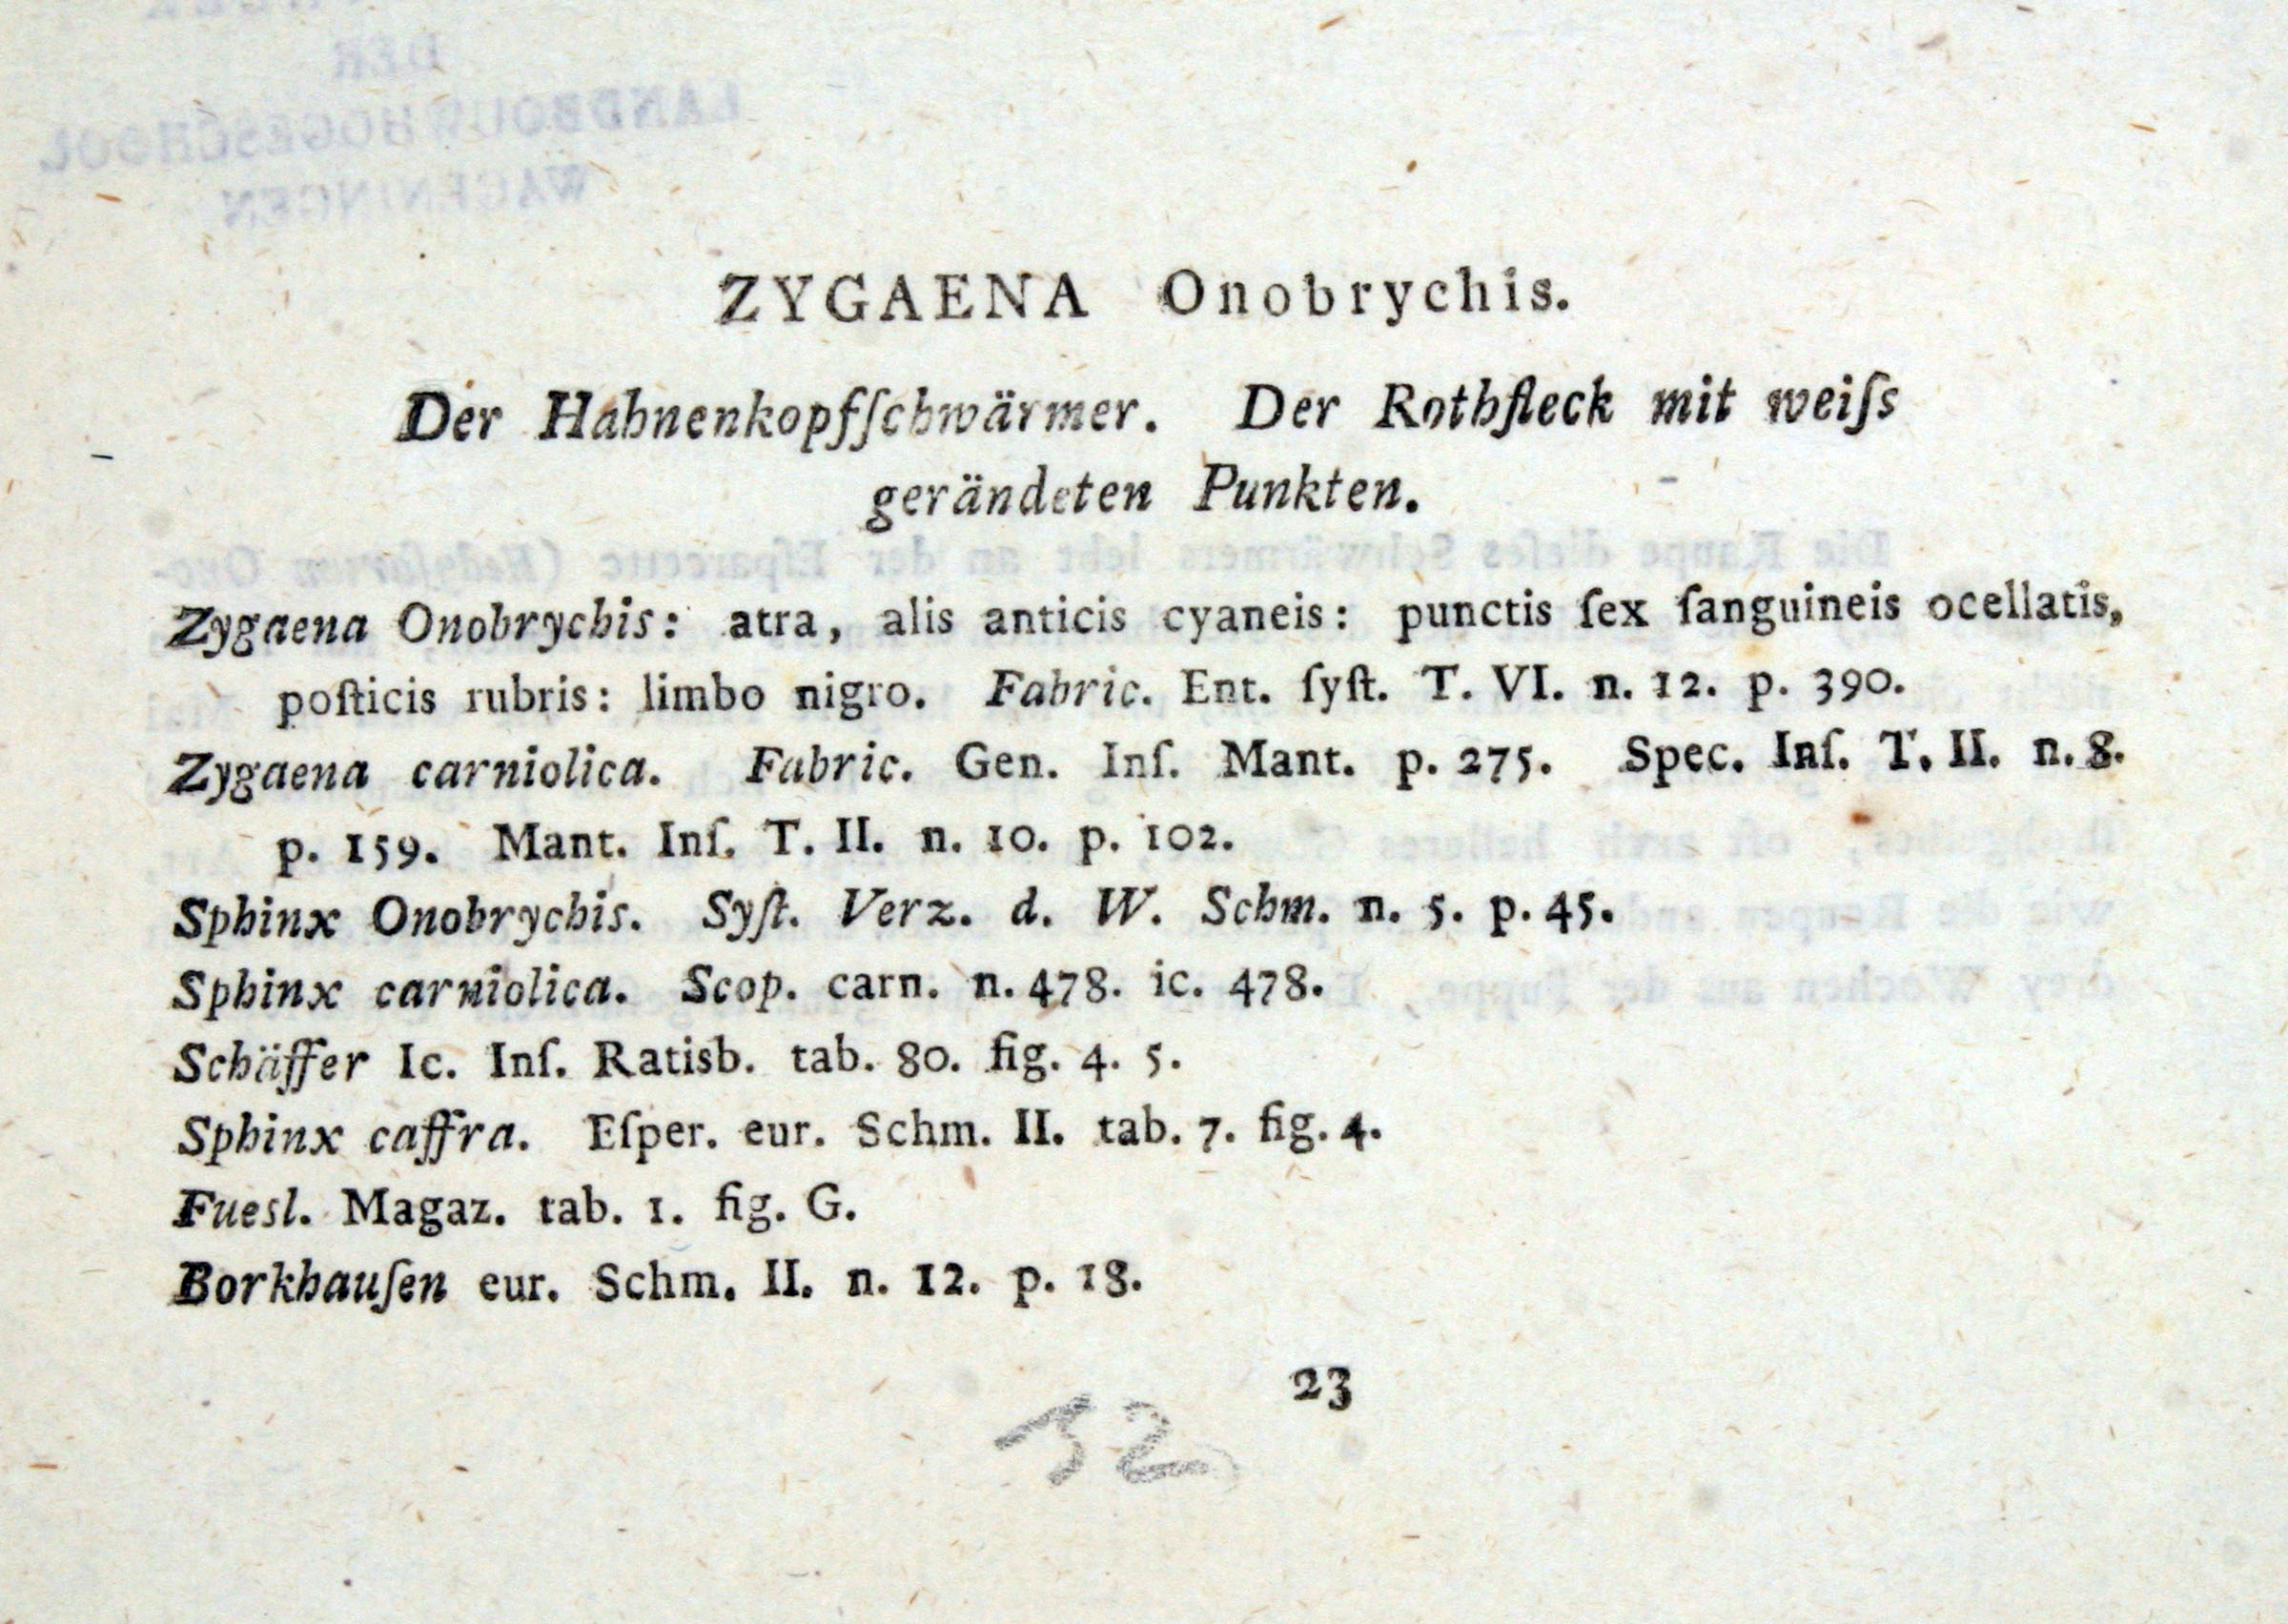 DER
LANDBOUWHOGESCHOOL
WAGENINGEN
ZYGAENA Onobrychis.
Der Hahnenkopfſchwärmer. Der Rothfleck mit weiſs
gerändeten Punkten.
Zygaena Onobrychis: atra, alis anticis cyaneis: punctis ſex ſanguineis ocellatis,
poſticis rubris: limbo nigro. Fabric. Ent. ſyſt. T. VI. n. 12. p. 390.
Zygaena carniolica. Fabric. Gen. Inſ. Mant. p. 275. Spec. Inſ. T. II. n. 8.
p. 159. Mant. Inſ. T. II. n. 10. p. 102.
Sphinx Onobrychis. Syſt. Verz. d. W. Schm. n. 5. p. 45.
Sphinx carniolica. Scop. carn. n. 478. ic. 478.
Schäffer Ic. Inſ. Ratisb. tab. 80. fig. 4. 5.
Sphinx caffra. Eſper. eur. Schm. II. tab. 7. fig. 4.
Fuesl. Magaz. tab. 1. fig. G.
Borkhauſen eur. Schm. II. n. 12. p. 18.
23